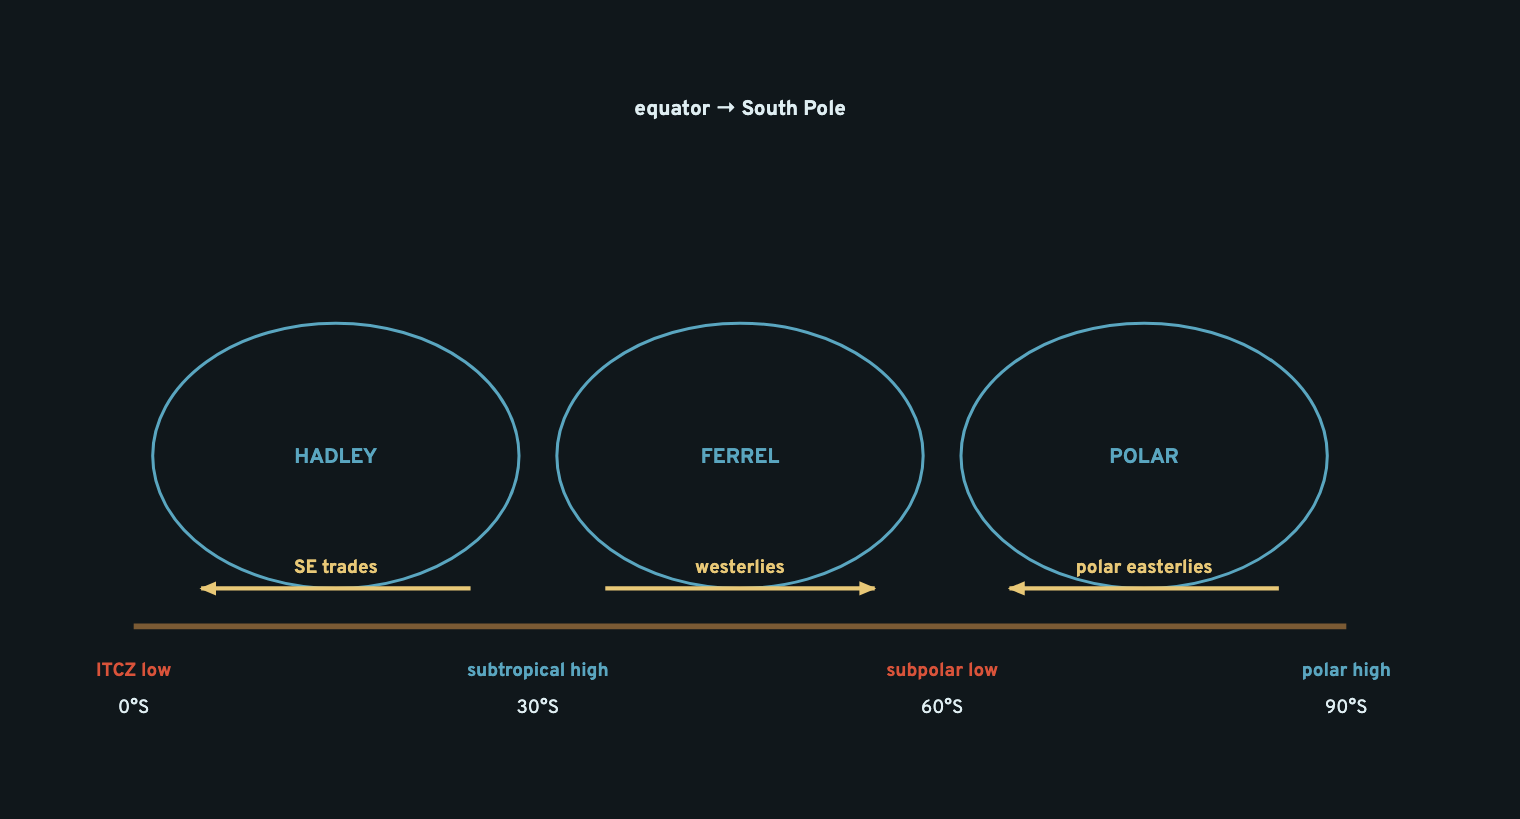 equator → South Pole
HADLEY
FERREL
POLAR
SE trades
westerlies
polar easterlies
ITCZ low
subtropical high
subpolar low
polar high
0°S
30°S
60°S
90°S